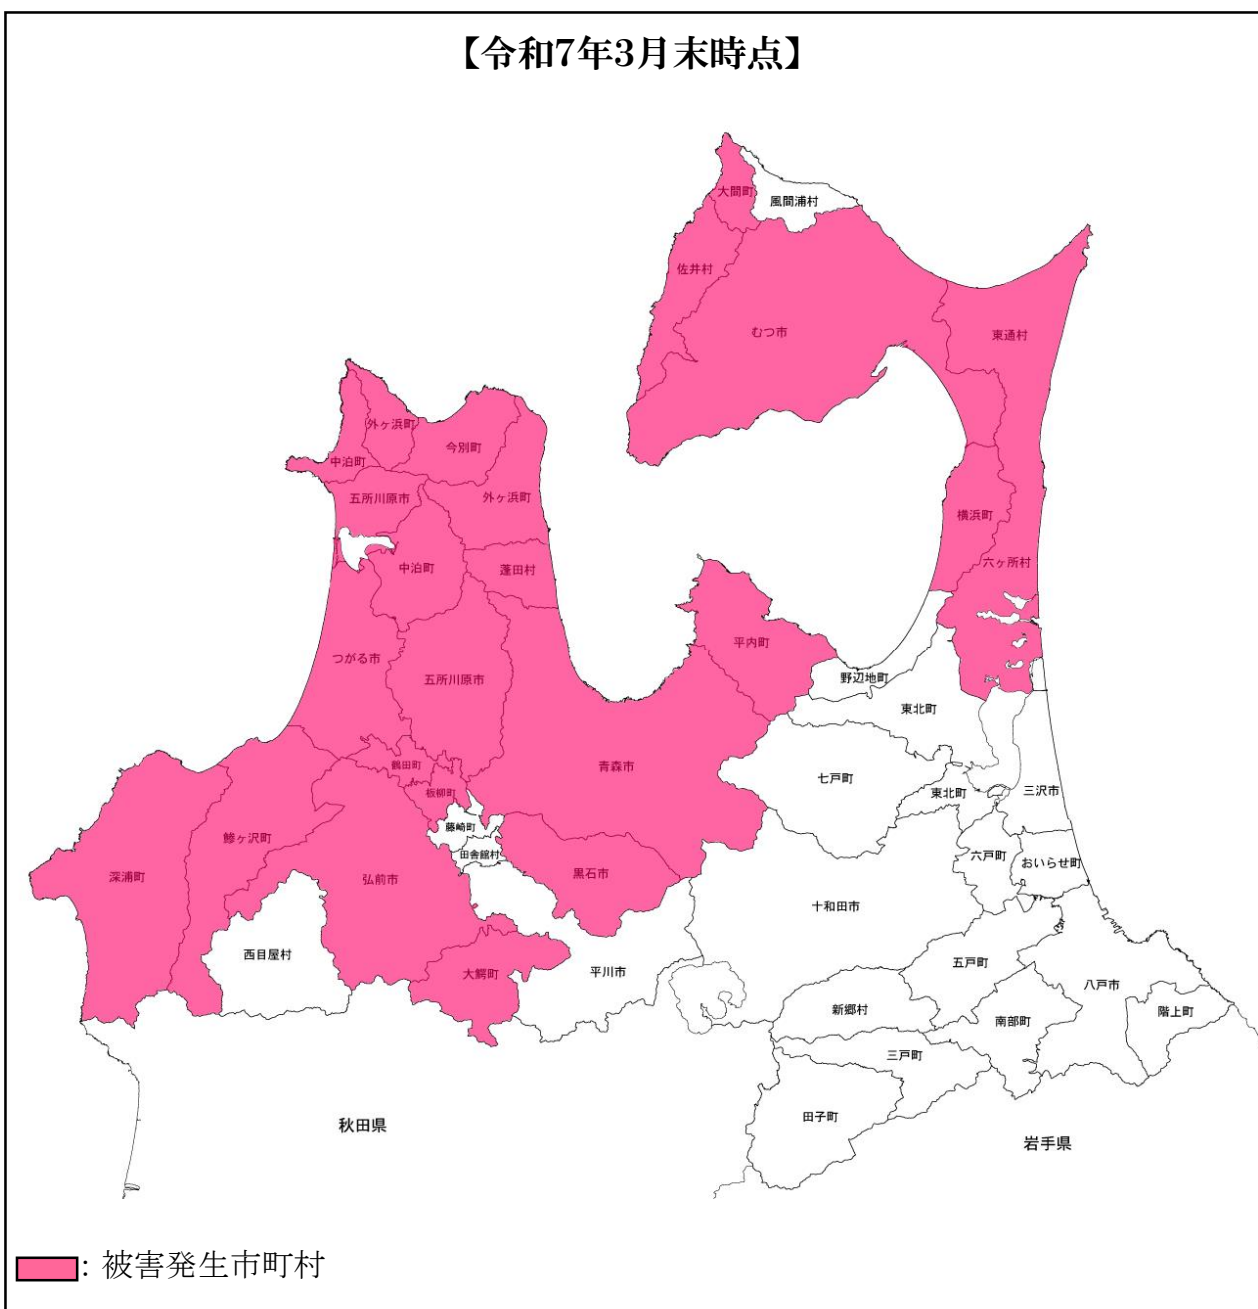 【令和7年3月末時点】
大間町
風間浦村
佐井村
むつ市
東通村
外ヶ浜町
今別町
中泊町
五所川原市
外ヶ浜町
横浜町
六ヶ所村
中泊町
蓬田村
平内町
つがる市
五所川原市
野辺地町
東北町
鶴田町
青森市
七戸町
板柳町
東北町
三沢市
藤崎町
田舎館村
鰺ヶ沢町
六戸町
おいらせ町
深浦町
弘前市
黒石市
十和田市
西目屋村
大鰐町
平川市
五戸町
八戸市
新郷村
南部町
階上町
三戸町
田子町
秋田県
岩手県
: 被害発生市町村